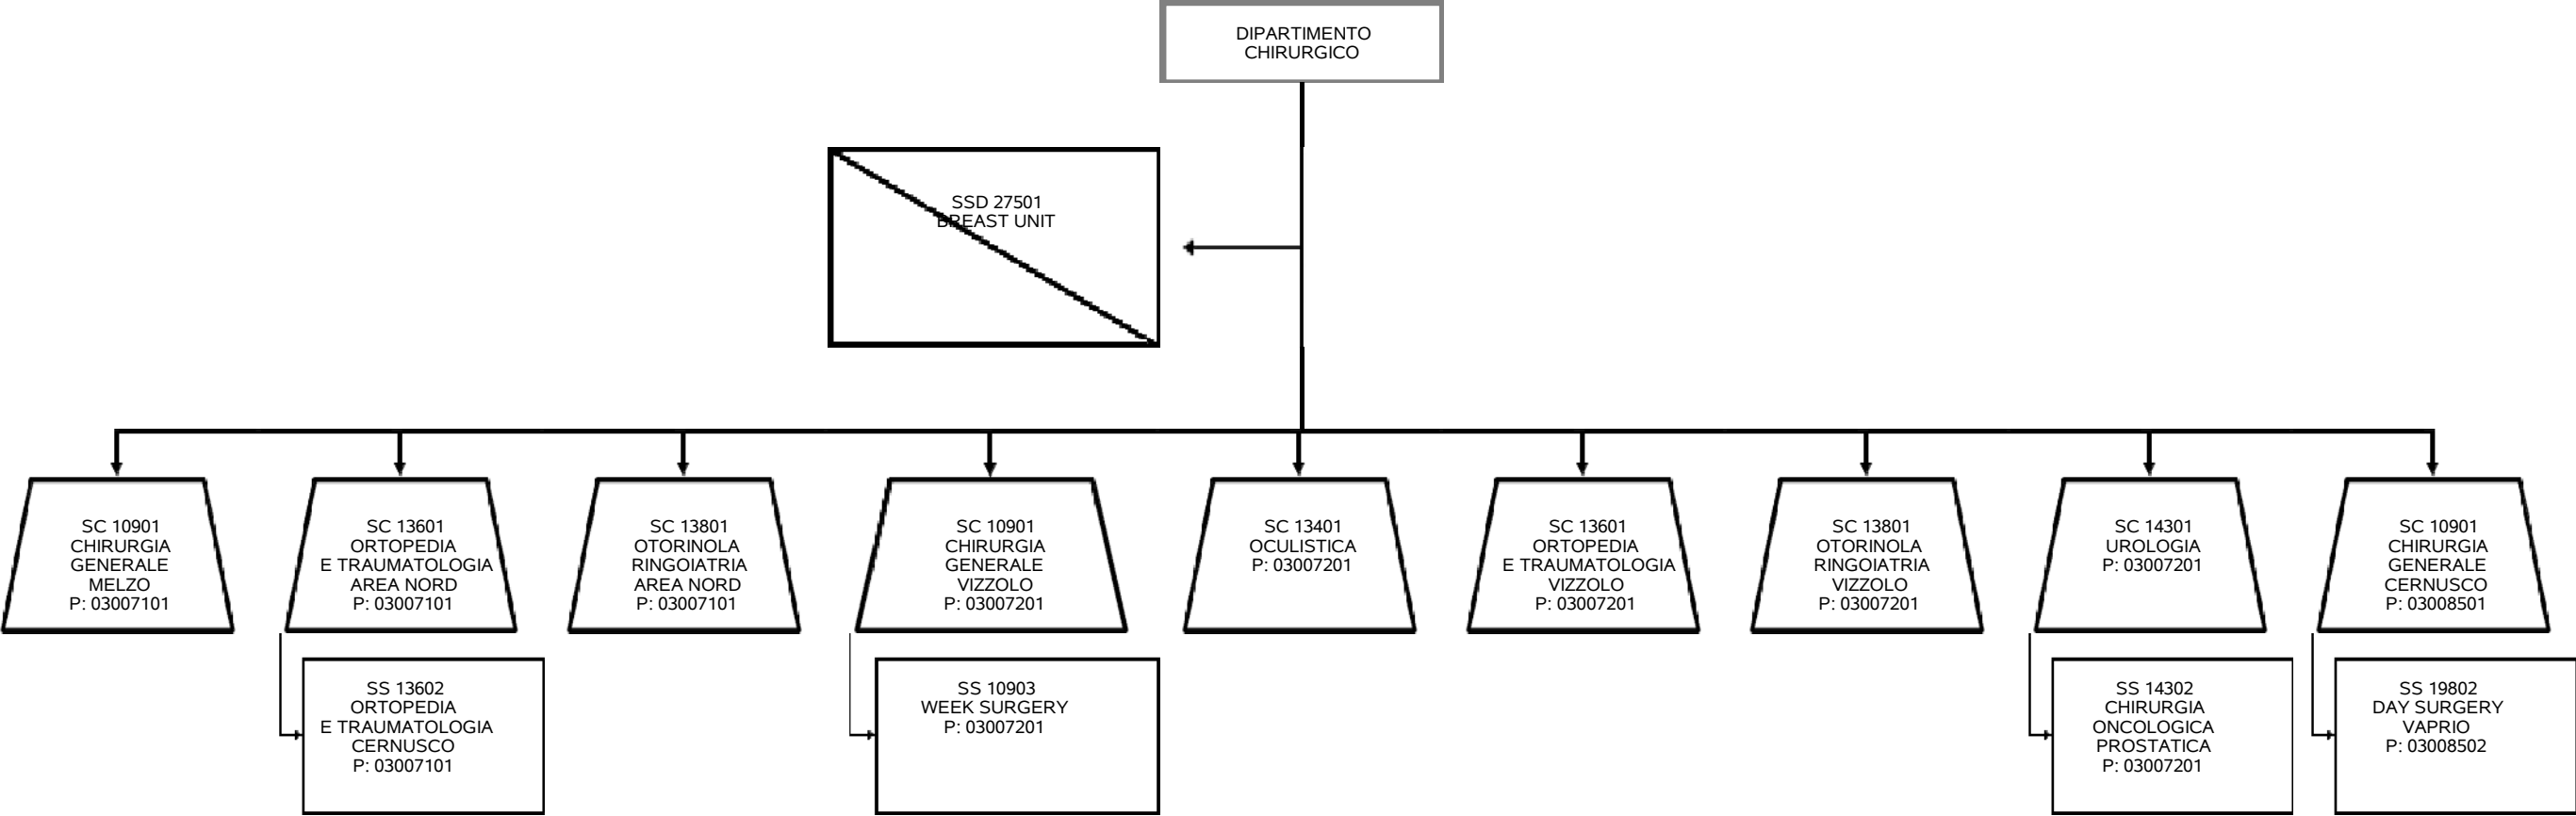 DIPARTIMENTO
CHIRURGICO
SSD 27501
BREAST UNIT
SC 10901
CHIRURGIA
GENERALE
MELZO
P: 03007101
SC 13601
ORTOPEDIA
E TRAUMATOLOGIA
AREA NORD
P: 03007101
SC 13801
OTORINOLA
RINGOIATRIA
AREA NORD
P: 03007101
SC 10901
CHIRURGIA
GENERALE
VIZZOLO
P: 03007201
SC 13401
OCULISTICA
P: 03007201
SC 13601
ORTOPEDIA
E TRAUMATOLOGIA
VIZZOLO
P: 03007201
SC 13801
OTORINOLA
RINGOIATRIA
VIZZOLO
P: 03007201
SC 14301
UROLOGIA
P: 03007201
SC 10901
CHIRURGIA
GENERALE
CERNUSCO
P: 03008501
SS 13602
ORTOPEDIA
E TRAUMATOLOGIA
CERNUSCO
P: 03007101
SS 10903
WEEK SURGERY
P: 03007201
SS 14302
CHIRURGIA
ONCOLOGICA
PROSTATICA
P: 03007201
SS 19802
DAY SURGERY
VAPRIO
P: 03008502